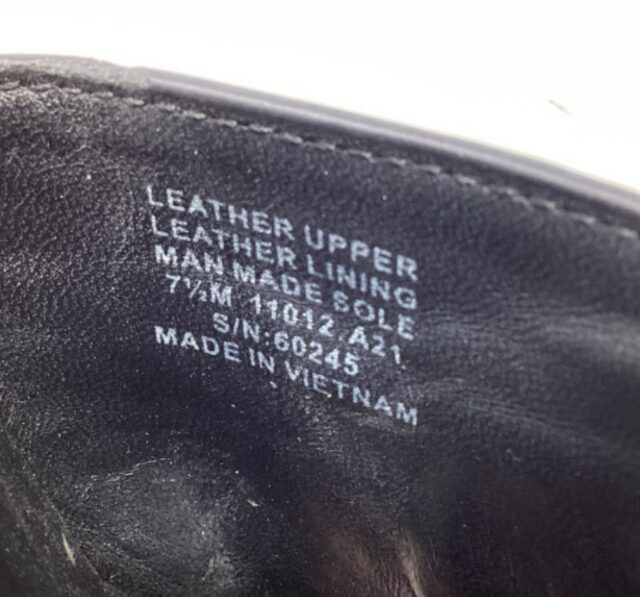 LEATHER UPPER
LEATHER LINING
MAN MADE SOLE
7½M 11012 A21
S/N:60245
MADE IN VIETNAM